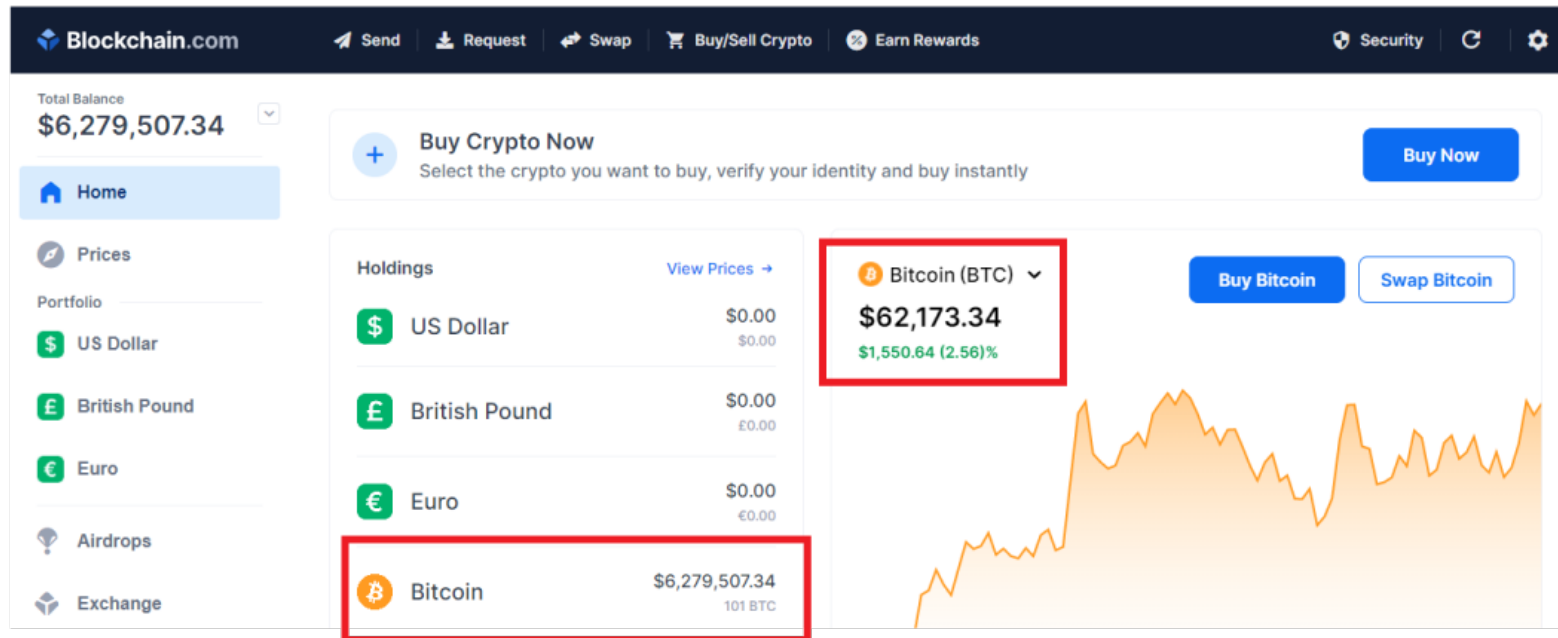 Blockchain.com
Send
Request
Swap
Buy/Sell Crypto
Earn Rewards
Security
Total Balance
$6,279,507.34
Home
Prices
Portfolio
US Dollar
British Pound
Euro
Airdrops
Exchange
Buy Crypto Now
Select the crypto you want to buy, verify your identity and buy instantly
Buy Now
Holdings
View Prices →
$ US Dollar $0.00
$0.00
£ British Pound $0.00
£0.00
€ Euro $0.00
€0.00
Bitcoin $6,279,507.34
101 BTC
Bitcoin (BTC)
$62,173.34
$1,550.64 (2.56)%
Buy Bitcoin
Swap Bitcoin